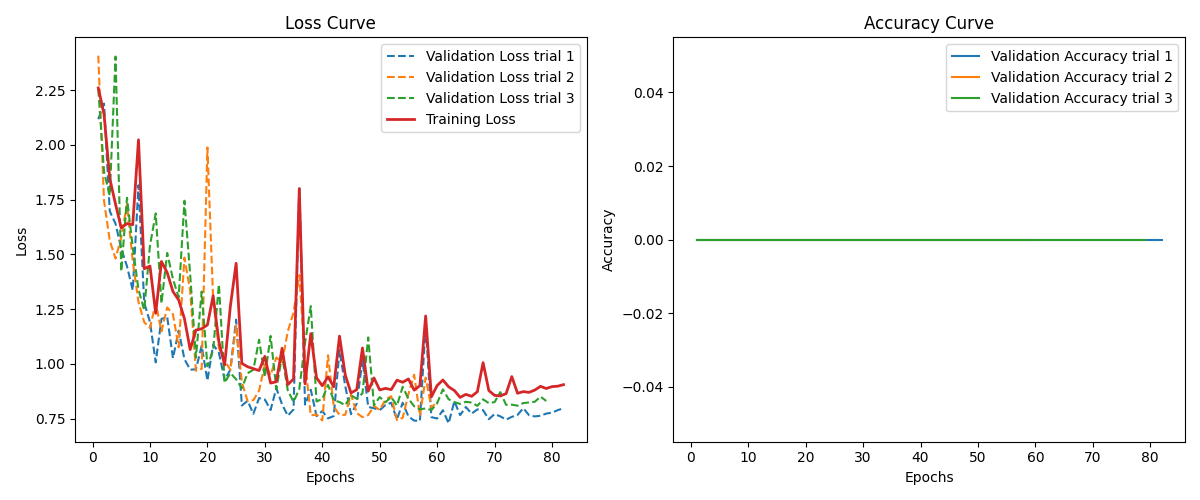 Loss Curve
Loss
2.25
2.00
1.75
1.50
1.25
1.00
0.75
Validation Loss trial 1
Validation Loss trial 2
Validation Loss trial 3
Training Loss
0 10 20 30 40 50 60 70 80
Epochs
Accuracy Curve
Accuracy
0.04
0.02
0.00
−0.02
−0.04
Validation Accuracy trial 1
Validation Accuracy trial 2
Validation Accuracy trial 3
0 10 20 30 40 50 60 70 80
Epochs